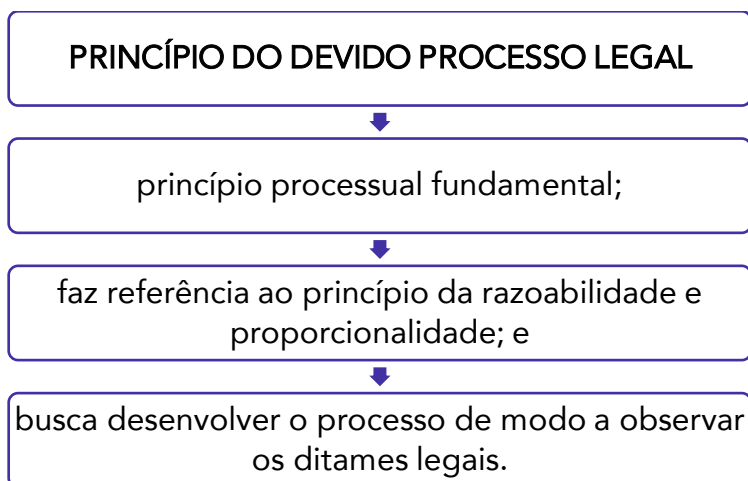 PRINCÍPIO DO DEVIDO PROCESSO LEGAL
princípio processual fundamental;
faz referência ao princípio da razoabilidade e
proporcionalidade; e
busca desenvolver o processo de modo a observar
os ditames legais.